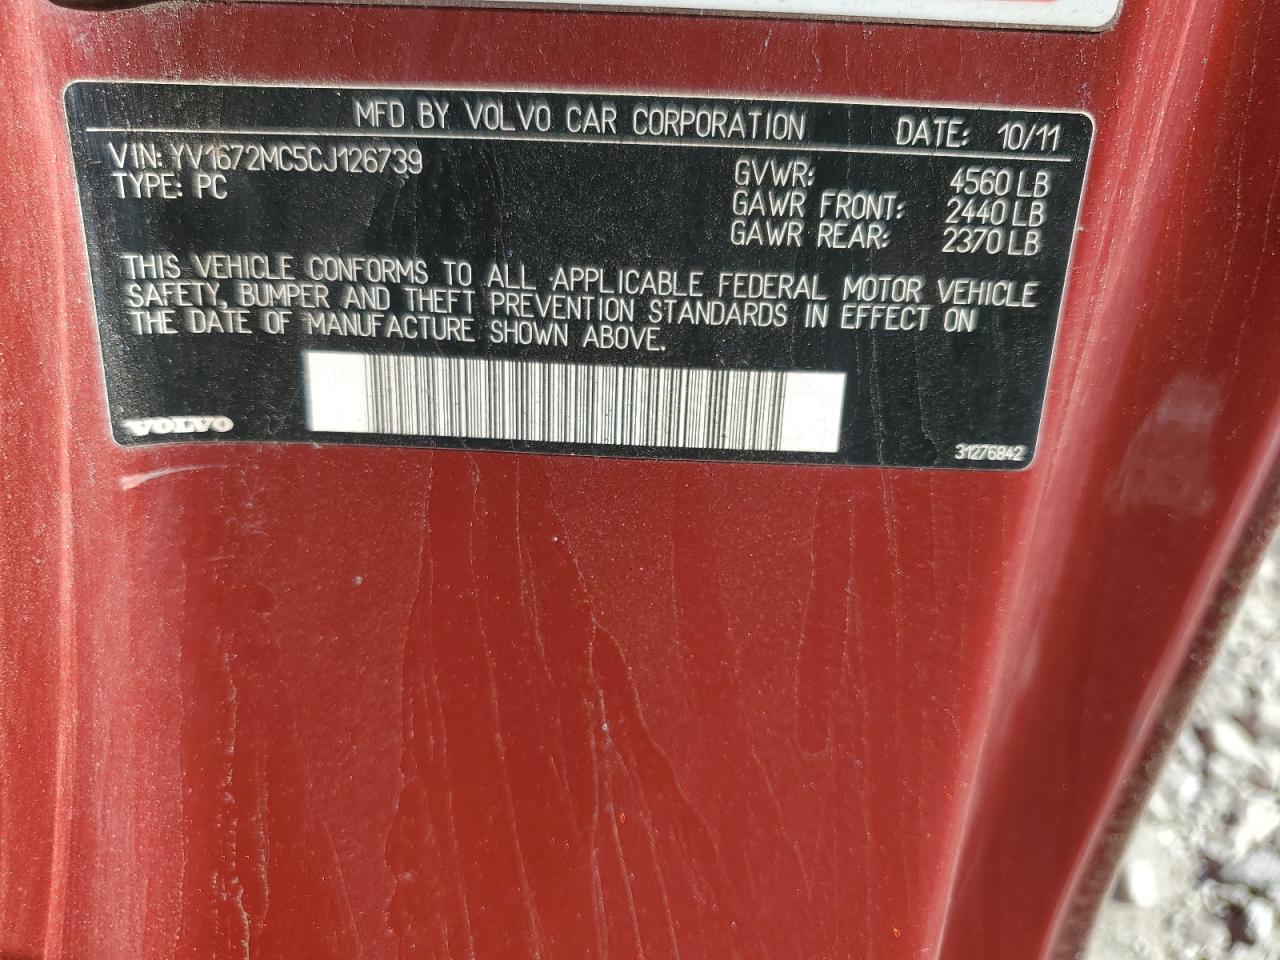 MFD BY VOLVO CAR CORPORATION DATE: 10/11
VIN: YV1672MC5CJ126739
TYPE: PC
GVWR: 4560 LB
GAWR FRONT: 2440 LB
GAWR REAR: 2370 LB
THIS VEHICLE CONFORMS TO ALL APPLICABLE FEDERAL MOTOR VEHICLE
SAFETY, BUMPER AND THEFT PREVENTION STANDARDS IN EFFECT ON
THE DATE OF MANUFACTURE SHOWN ABOVE.
VOLVO
31276842